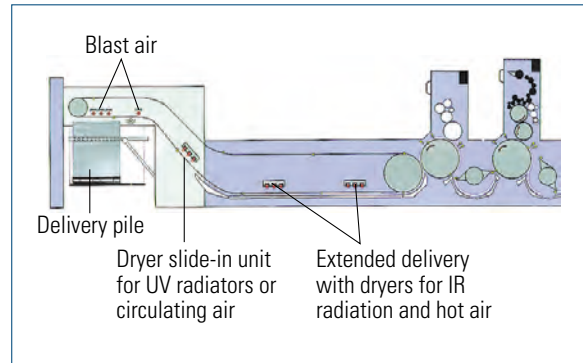 Blast air
Delivery pile
Dryer slide-in unit
for UV radiators or
circulating air
Extended delivery
with dryers for IR
radiation and hot air